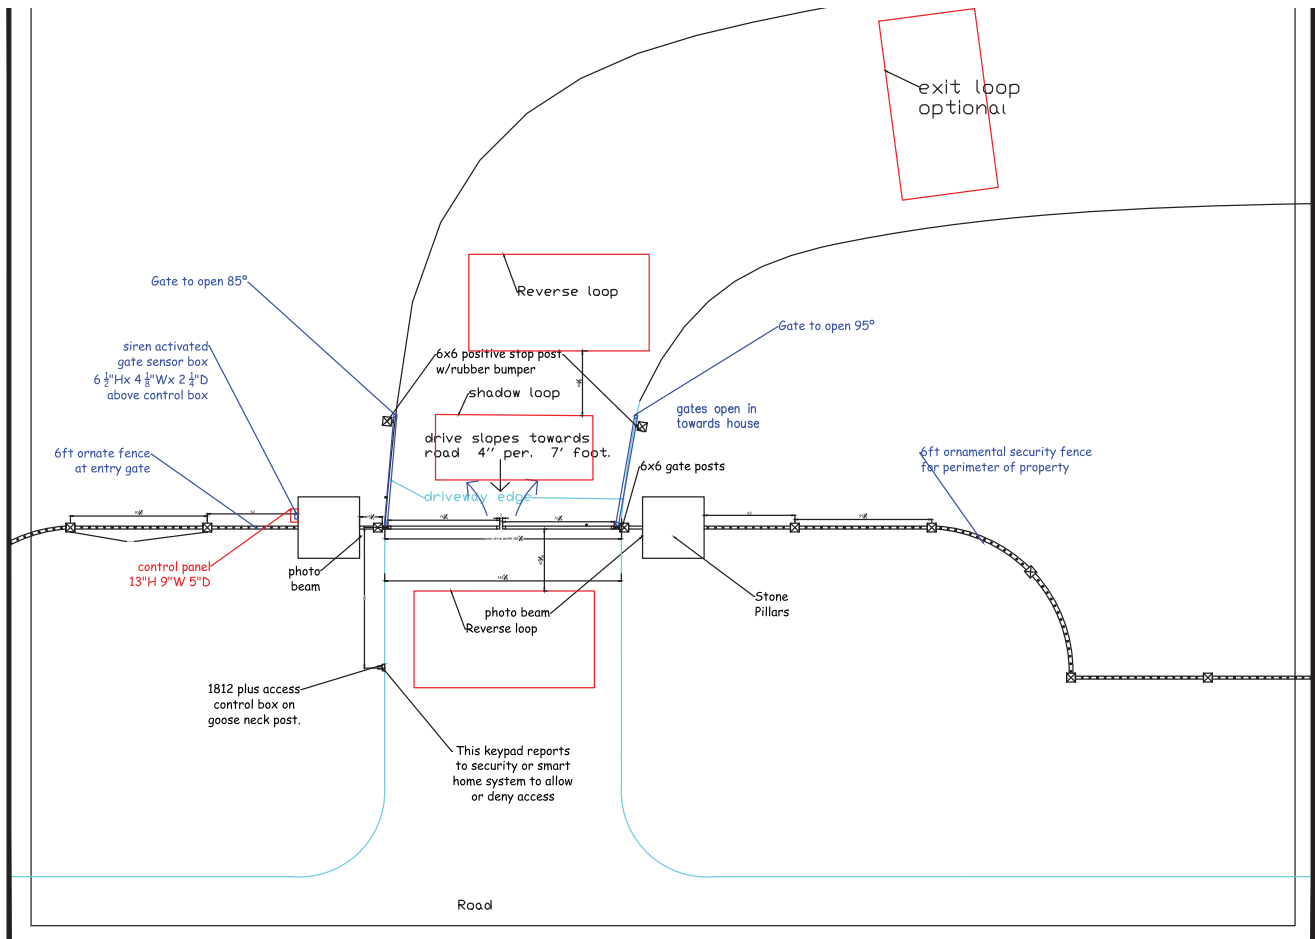 exit loop
optional
Gate to open 85°
Reverse loop
Gate to open 95°
siren activated
gate sensor box
6 1/2"Hx 4 1/8"Wx 2 1/4"D
above control box
6x6 positive stop post
w/rubber bumper
shadow loop
gates open in
towards house
drive slopes towards
road 4'' per. 7' foot.
6ft ornate fence
at entry gate
6x6 gate posts
6ft ornamental security fence
for perimeter of property
driveway edge
control panel
13"H 9"W 5"D
photo
beam
photo beam
Reverse loop
Stone
Pillars
1812 plus access
control box on
goose neck post.
This keypad reports
to security or smart
home system to allow
or deny access
Road